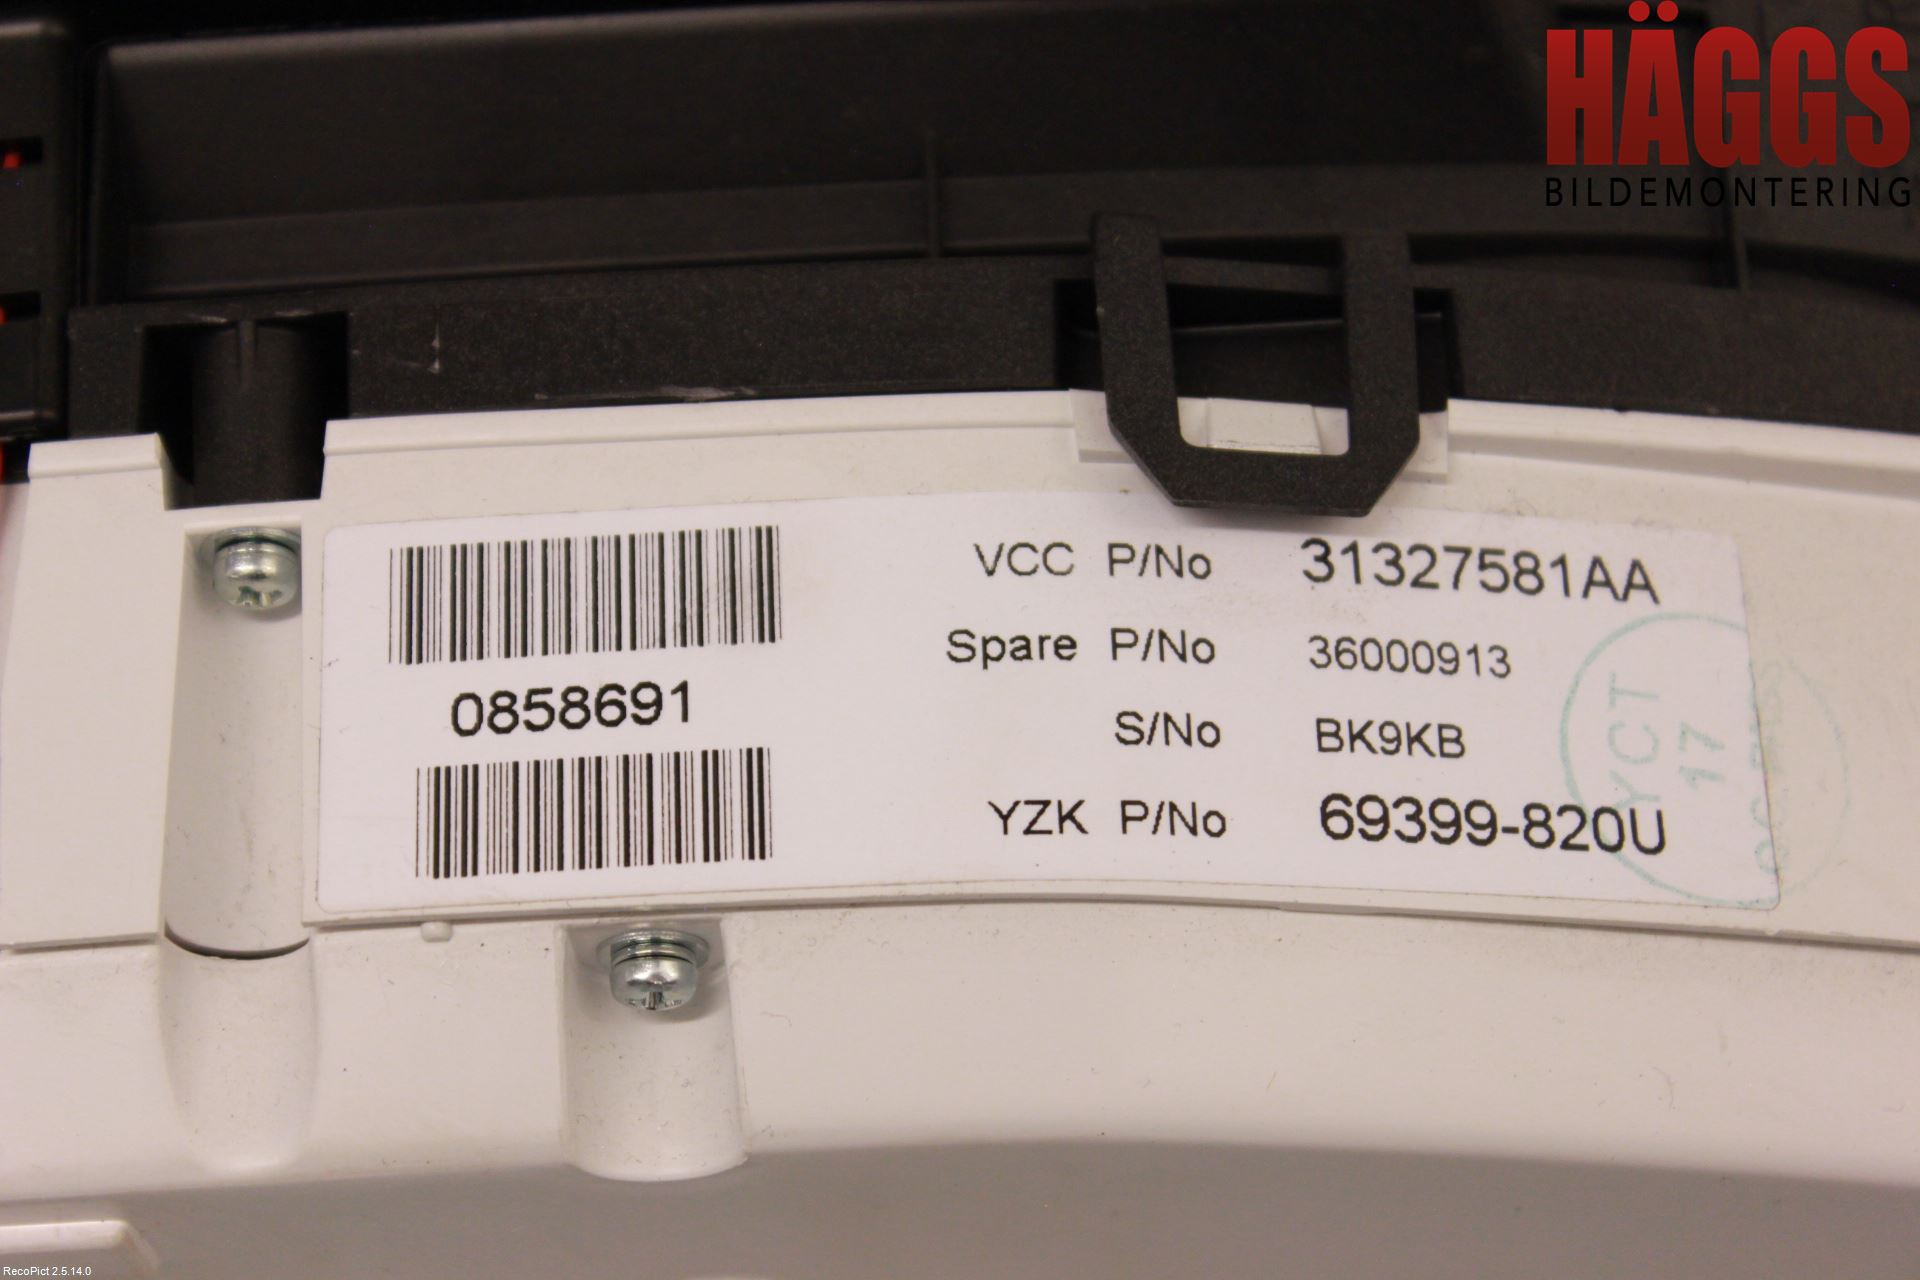 HÄGGS
BILDEMONTERING
VCC P/No 31327581AA
Spare P/No 36000913
0858691
S/No BK9KB
YZK P/No 69399-820U
YCT
17
RecoPict 2.5.14.0